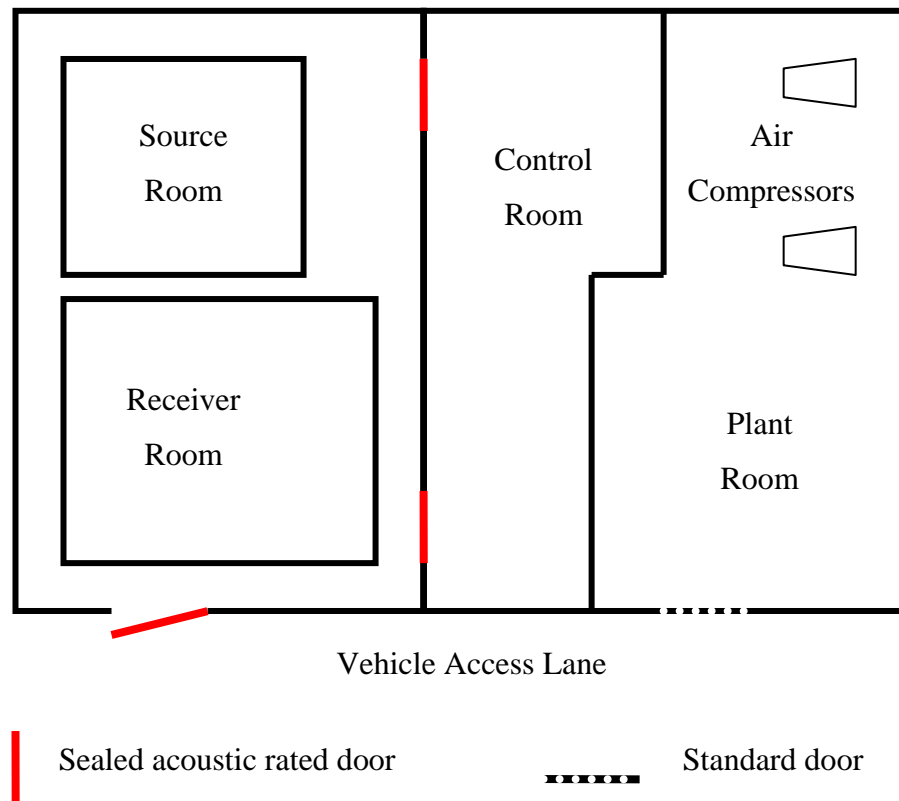 Source
Room
Control
Room
Air
Compressors
Receiver
Room
Plant
Room
Vehicle Access Lane
Sealed acoustic rated door
Standard door